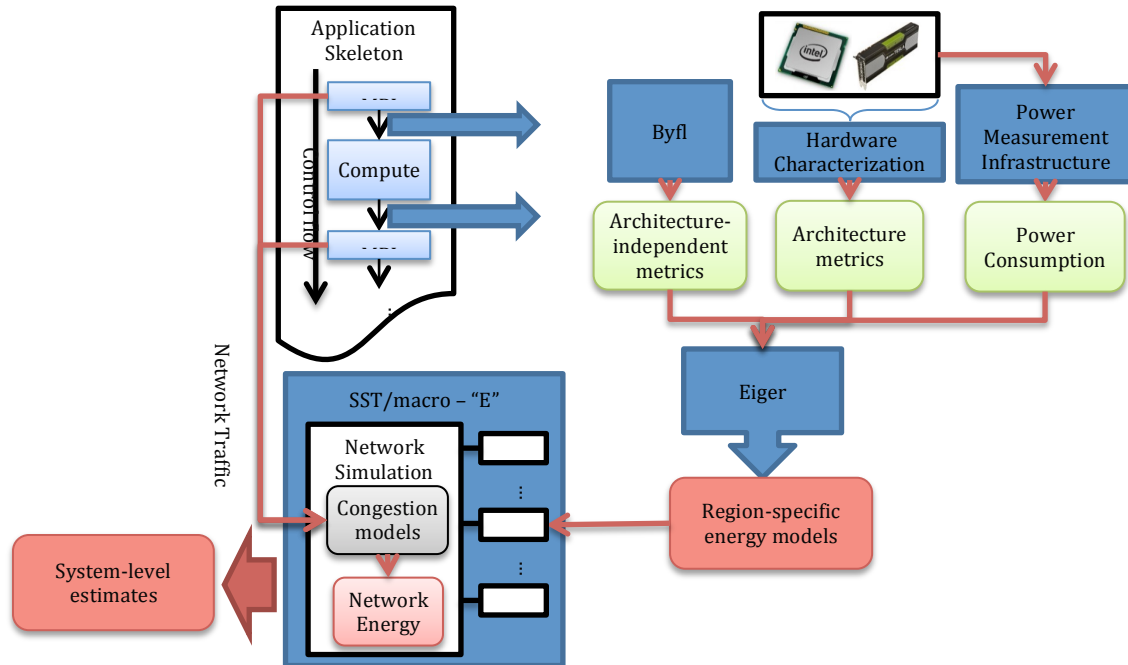 Application
Skeleton
Control flow
Compute
intel
Byfl
Hardware
Characterization
Power
Measurement
Infrastructure
Architecture-
independent
metrics
Architecture
metrics
Power
Consumption
Network Traffic
Eiger
SST/macro – “E”
Network
Simulation
Congestion
models
Network
Energy
Region-specific
energy models
System-level
estimates